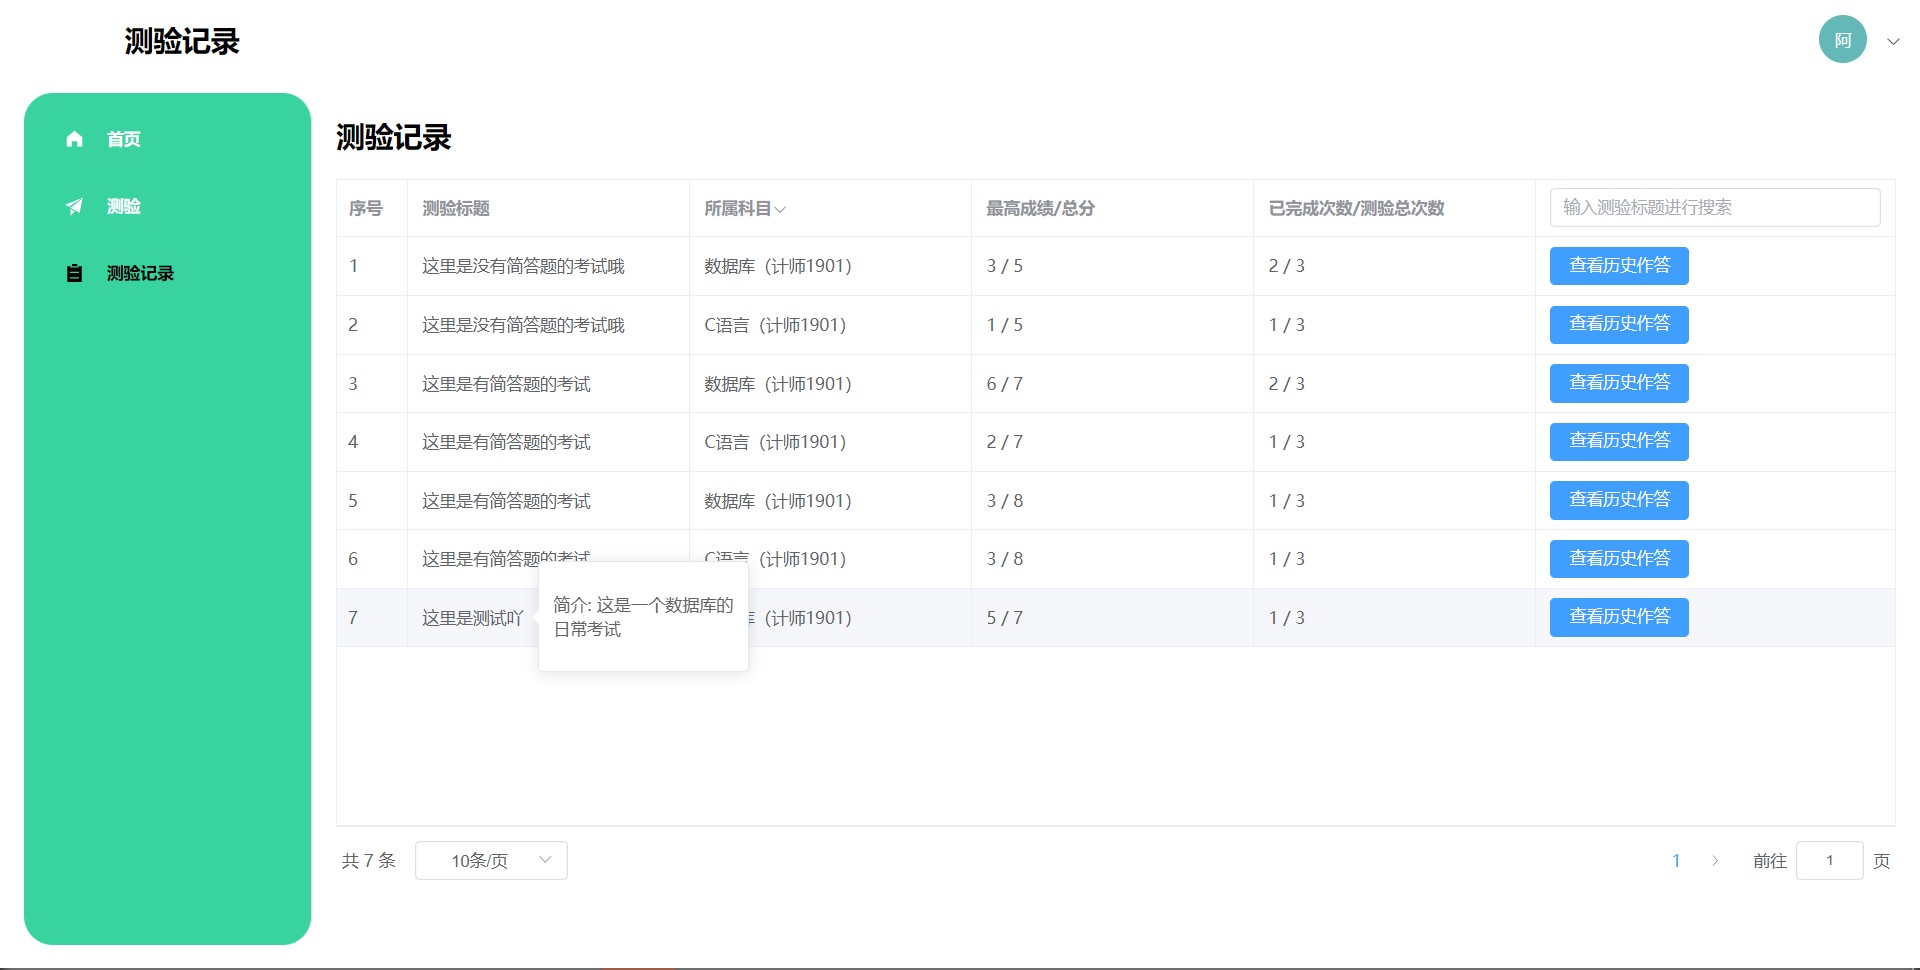 测验记录
阿
首页
测验
测验记录
测验记录
序号 测验标题 所属科目 最高成绩/总分 已完成次数/测验总次数 输入测验标题进行搜索
1 这里是没有简答题的考试哦 数据库（计师1901） 3 / 5 2 / 3 查看历史作答
2 这里是没有简答题的考试哦 C语言（计师1901） 1 / 5 1 / 3 查看历史作答
3 这里是有简答题的考试 数据库（计师1901） 6 / 7 2 / 3 查看历史作答
4 这里是有简答题的考试 C语言（计师1901） 2 / 7 1 / 3 查看历史作答
5 这里是有简答题的考试 数据库（计师1901） 3 / 8 1 / 3 查看历史作答
6 这里是有简答题的考试 C语言（计师1901） 3 / 8 1 / 3 查看历史作答
7 这里是测试吖 库（计师1901） 5 / 7 1 / 3 查看历史作答
简介: 这是一个数据库的
日常考试
共 7 条 10条/页 1 前往 1 页